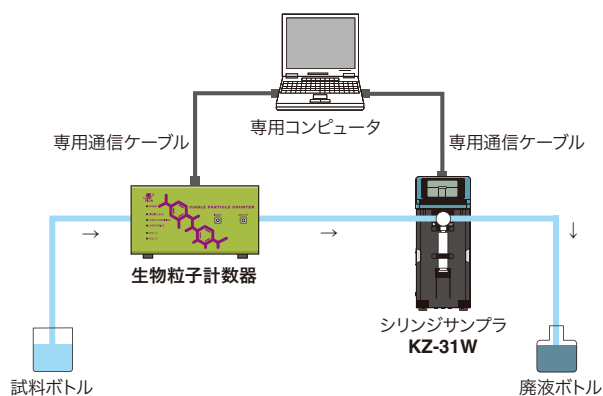 専用コンピュータ
専用通信ケーブル
専用通信ケーブル
VIABLE PARTICLE COUNTER
生物粒子計数器
シリンジサンプラ
KZ-31W
試料ボトル
廃液ボトル